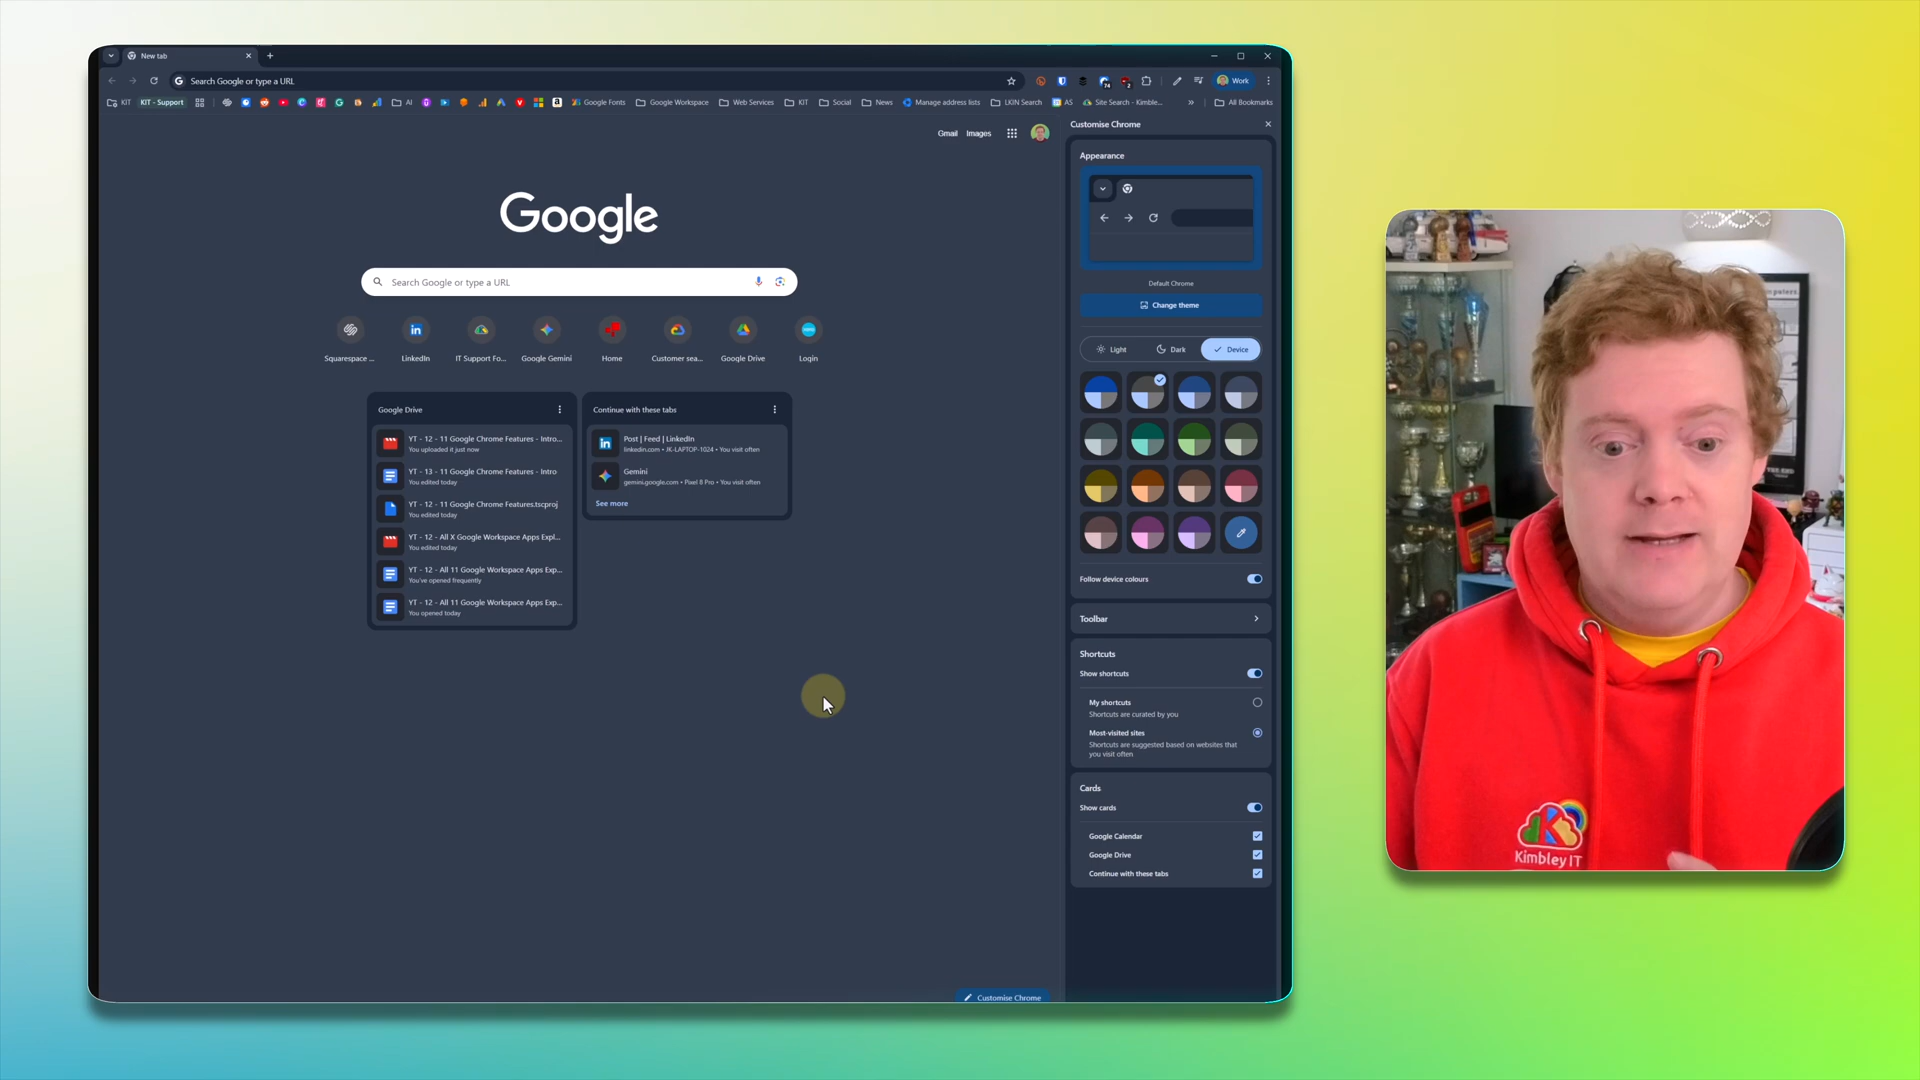 New tab
Search Google or type a URL
74
2
Work
KIT
KIT - Support
AI
Google Fonts
Google Workspace
Web Services
KIT
Social
News
Manage address lists
LKIN Search
AS
Site Search - Kimble...
All Bookmarks
Gmail
Images
Google
Search Google or type a URL
Squarespace ...
LinkedIn
IT Support Fo...
Google Gemini
Home
Customer sea...
Google Drive
Login
Google Drive
YT - 12 - 11 Google Chrome Features - Intro...
You uploaded it just now
YT - 13 - 11 Google Chrome Features - Intro
You edited today
YT - 12 - 11 Google Chrome Features.tscproj
You edited today
YT - 12 - All X Google Workspace Apps Expl...
You edited today
YT - 12 - All 11 Google Workspace Apps Exp...
You've opened frequently
YT - 12 - All 11 Google Workspace Apps Exp...
You opened today
Continue with these tabs
Post | Feed | LinkedIn
linkedin.com • JK-LAPTOP-1024 • You visit often
Gemini
gemini.google.com • Pixel 8 Pro • You visit often
See more
Customise Chrome
Customise Chrome
Appearance
Default Chrome
Change theme
Light
Dark
Device
Follow device colours
Toolbar
Shortcuts
Show shortcuts
My shortcuts
Shortcuts are curated by you
Most-visited sites
Shortcuts are suggested based on websites that
you visit often
Cards
Show cards
Google Calendar
Google Drive
Continue with these tabs
K
Kimbley IT